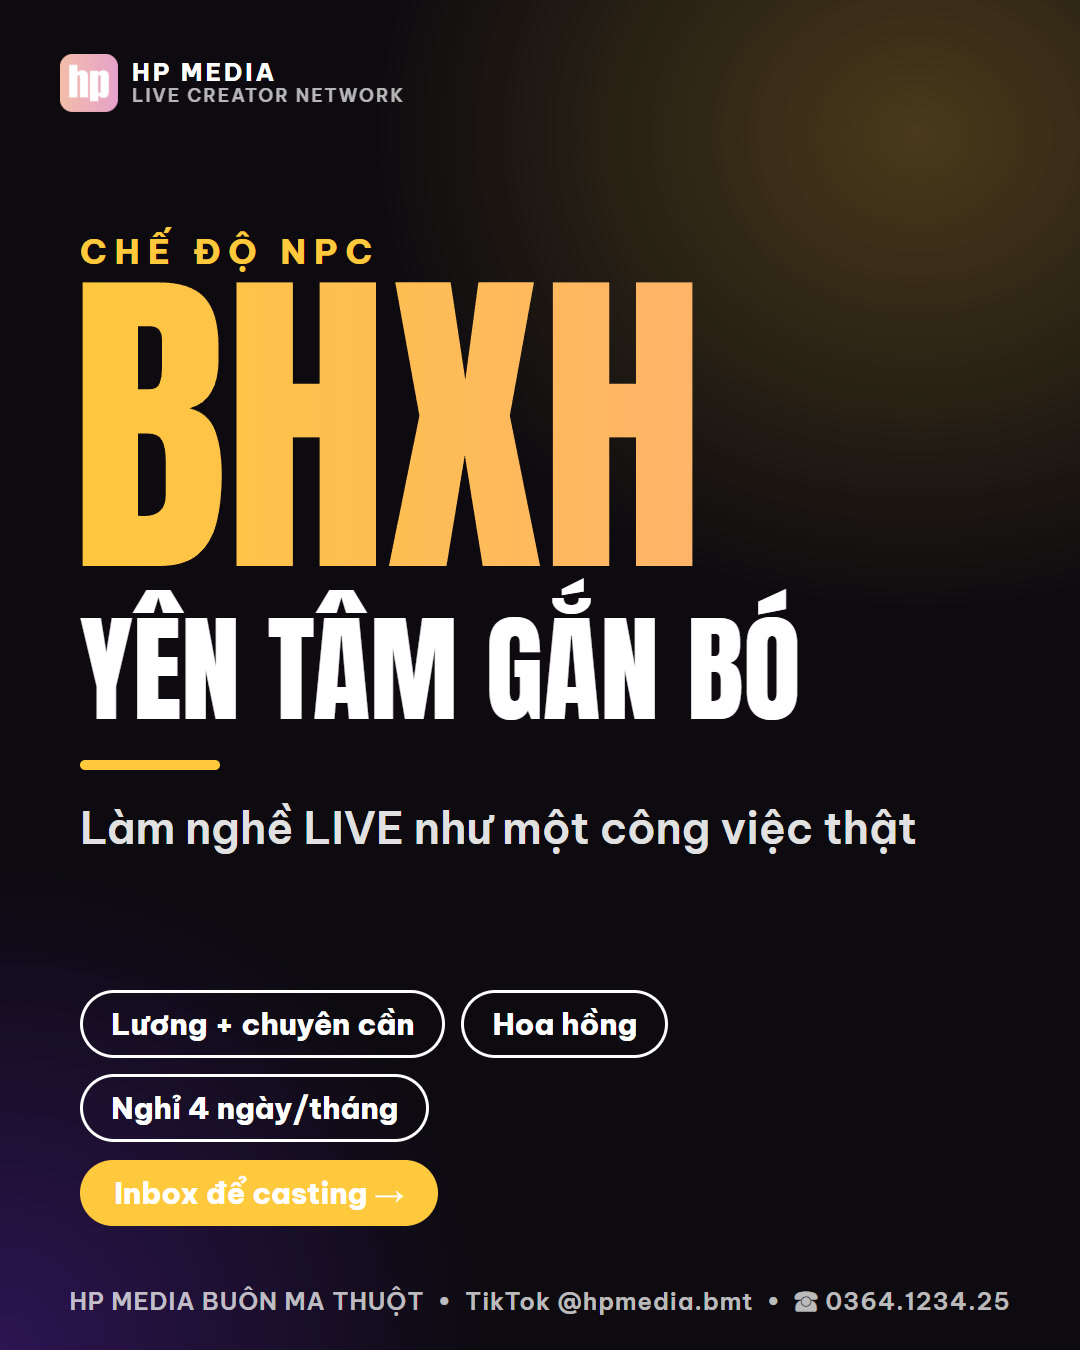 hp
HP MEDIA
LIVE CREATOR NETWORK
CHẾ ĐỘ NPC
BHXH
YÊN TÂM GẮN BÓ
Làm nghề LIVE như một công việc thật
Lương + chuyên cần
Hoa hồng
Nghỉ 4 ngày/tháng
Inbox để casting →
HP MEDIA BUÔN MA THUỘT • TikTok @hpmedia.bmt • ☎ 0364.1234.25